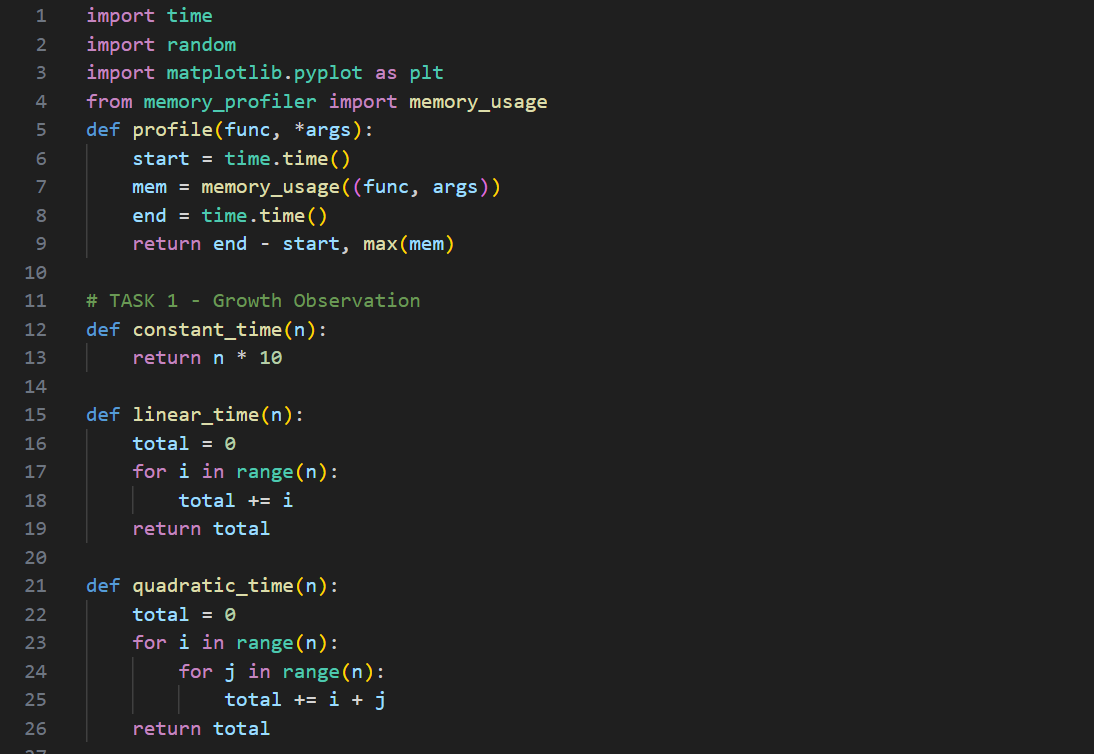 1 import time
2 import random
3 import matplotlib.pyplot as plt
4 from memory_profiler import memory_usage
5 def profile(func, *args):
6     start = time.time()
7     mem = memory_usage((func, args))
8     end = time.time()
9     return end - start, max(mem)
10
11 # TASK 1 - Growth Observation
12 def constant_time(n):
13     return n * 10
14
15 def linear_time(n):
16     total = 0
17     for i in range(n):
18         total += i
19     return total
20
21 def quadratic_time(n):
22     total = 0
23     for i in range(n):
24         for j in range(n):
25             total += i + j
26     return total